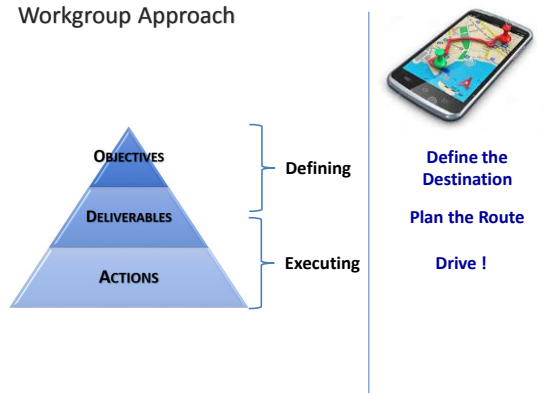 Workgroup Approach
OBJECTIVES
DELIVERABLES
ACTIONS
Defining
Executing
Define the
Destination
Plan the Route
Drive !